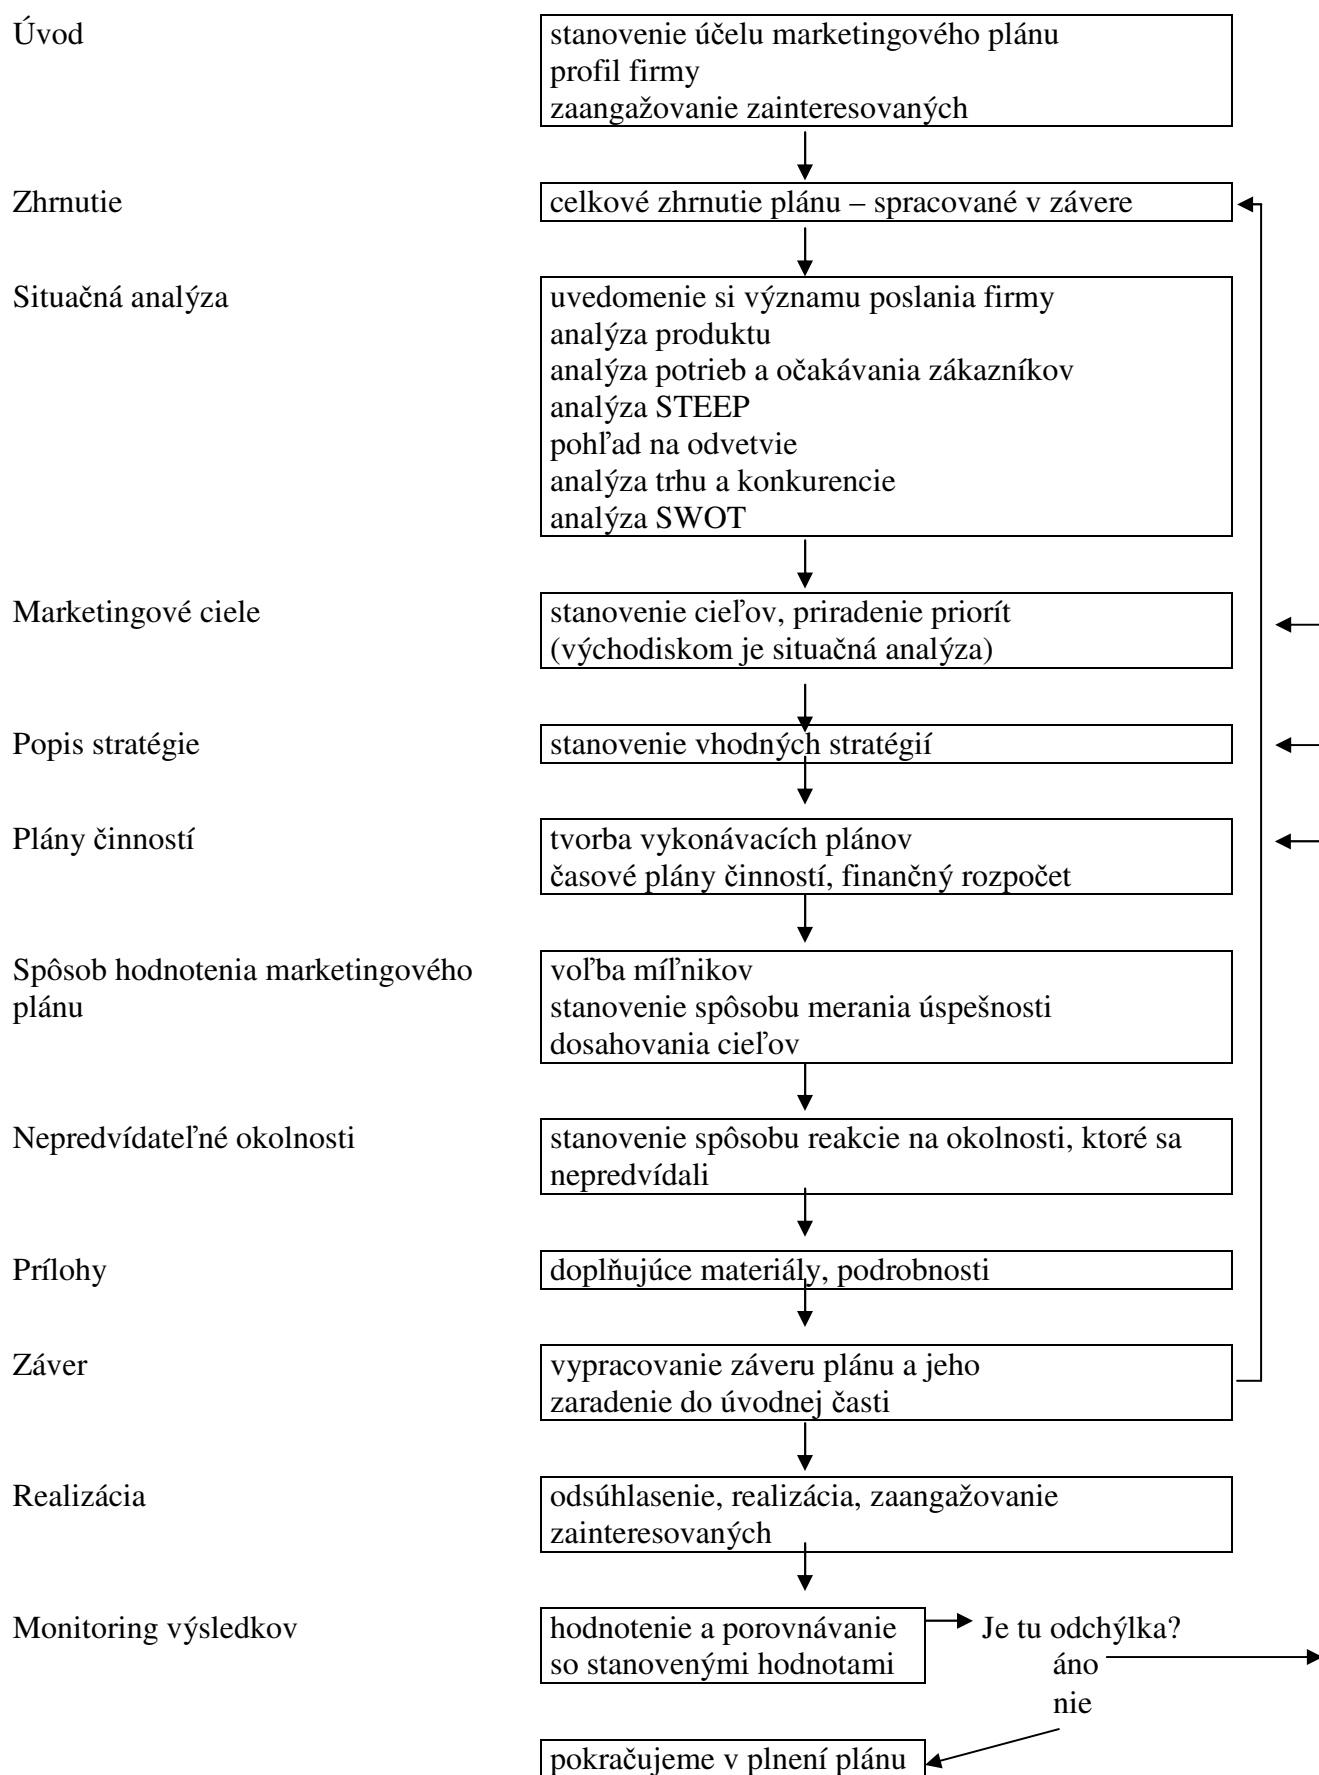 Úvod
stanovenie účelu marketingového plánu
profil firmy
zaangažovanie zainteresovaných
Zhrnutie
celkové zhrnutie plánu – spracované v závere
Situačná analýza
uvedomenie si významu poslania firmy
analýza produktu
analýza potrieb a očakávania zákazníkov
analýza STEEP
pohľad na odvetvie
analýza trhu a konkurencie
analýza SWOT
Marketingové ciele
stanovenie cieľov, priradenie priorít
(východiskom je situačná analýza)
Popis stratégie
stanovenie vhodných stratégií
Plány činností
tvorba vykonávacích plánov
časové plány činností, finančný rozpočet
Spôsob hodnotenia marketingového
plánu
voľba míľnikov
stanovenie spôsobu merania úspešnosti
dosahovania cieľov
Nepredvídateľné okolnosti
stanovenie spôsobu reakcie na okolnosti, ktoré sa
nepredvídali
Prílohy
doplňujúce materiály, podrobnosti
Záver
vypracovanie záveru plánu a jeho
zaradenie do úvodnej časti
Realizácia
odsúhlasenie, realizácia, zaangažovanie
zainteresovaných
Monitoring výsledkov
hodnotenie a porovnávanie
so stanovenými hodnotami
Je tu odchýlka?
áno
nie
pokračujeme v plnení plánu